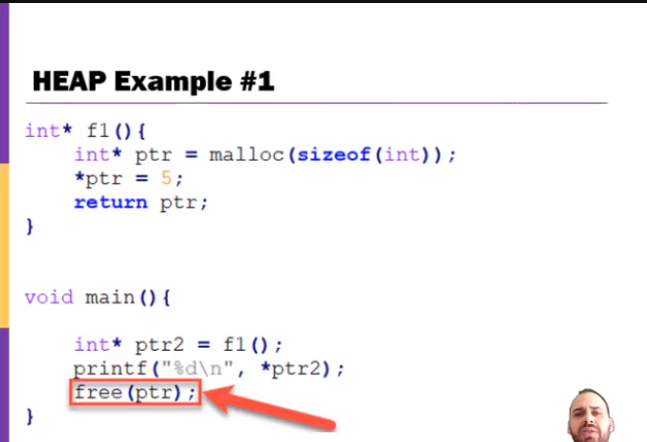 HEAP Example #1
int* f1(){
int* ptr = malloc(sizeof(int));
*ptr = 5;
return ptr;
}
void main(){
int* ptr2 = f1();
printf("%d\n", *ptr2);
free(ptr);
}